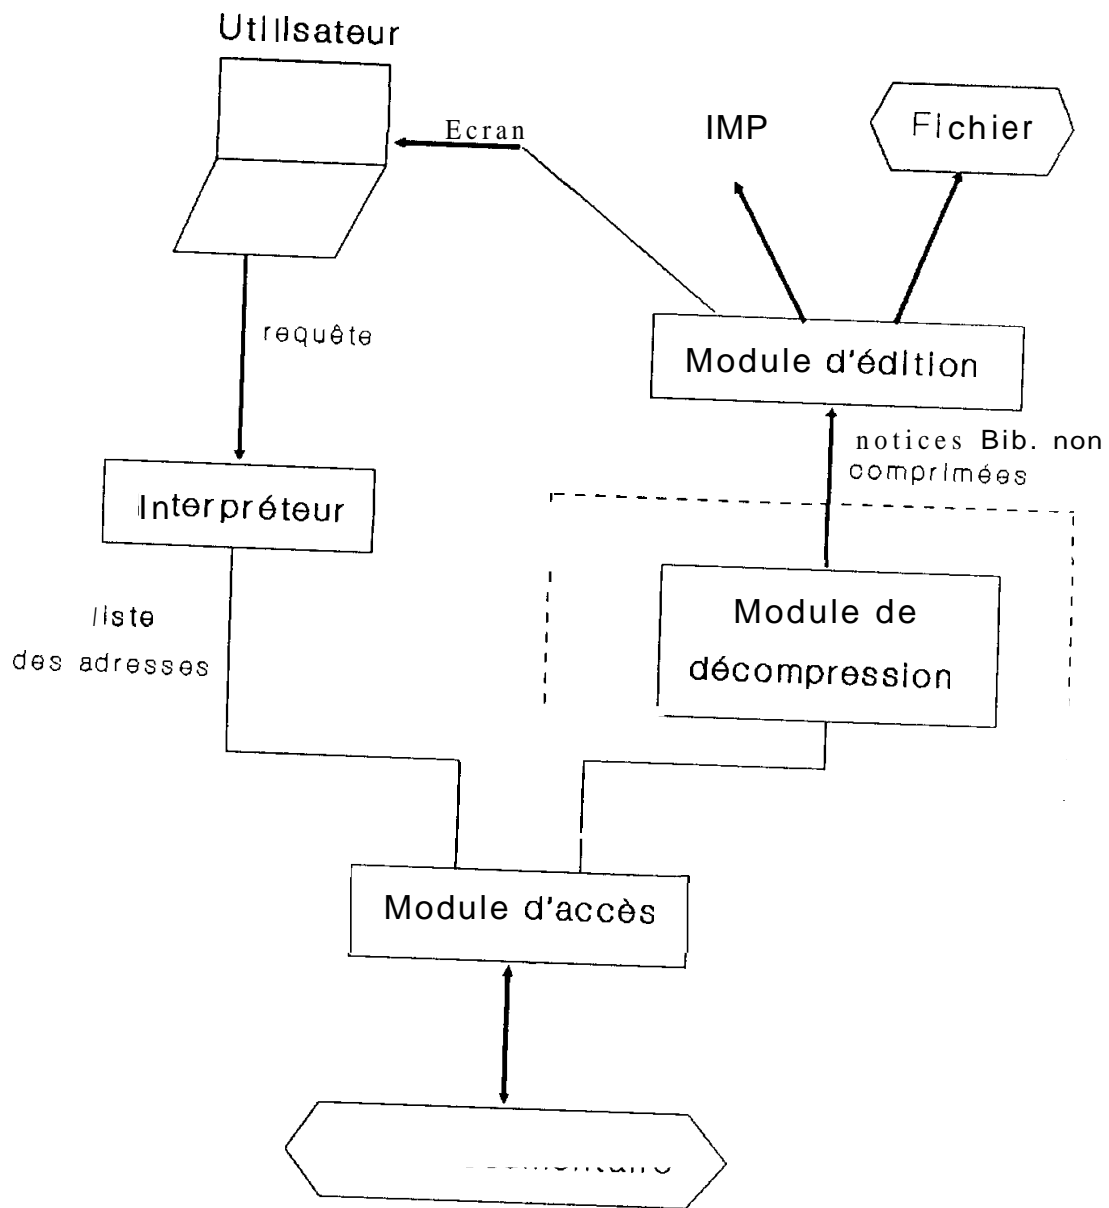 Utilisateur
Ecran
IMP
Fichier
requête
Module d'édition
notices Bib. non
comprimées
Interpréteur
liste
des adresses
Module de
décompression
Module d'accès